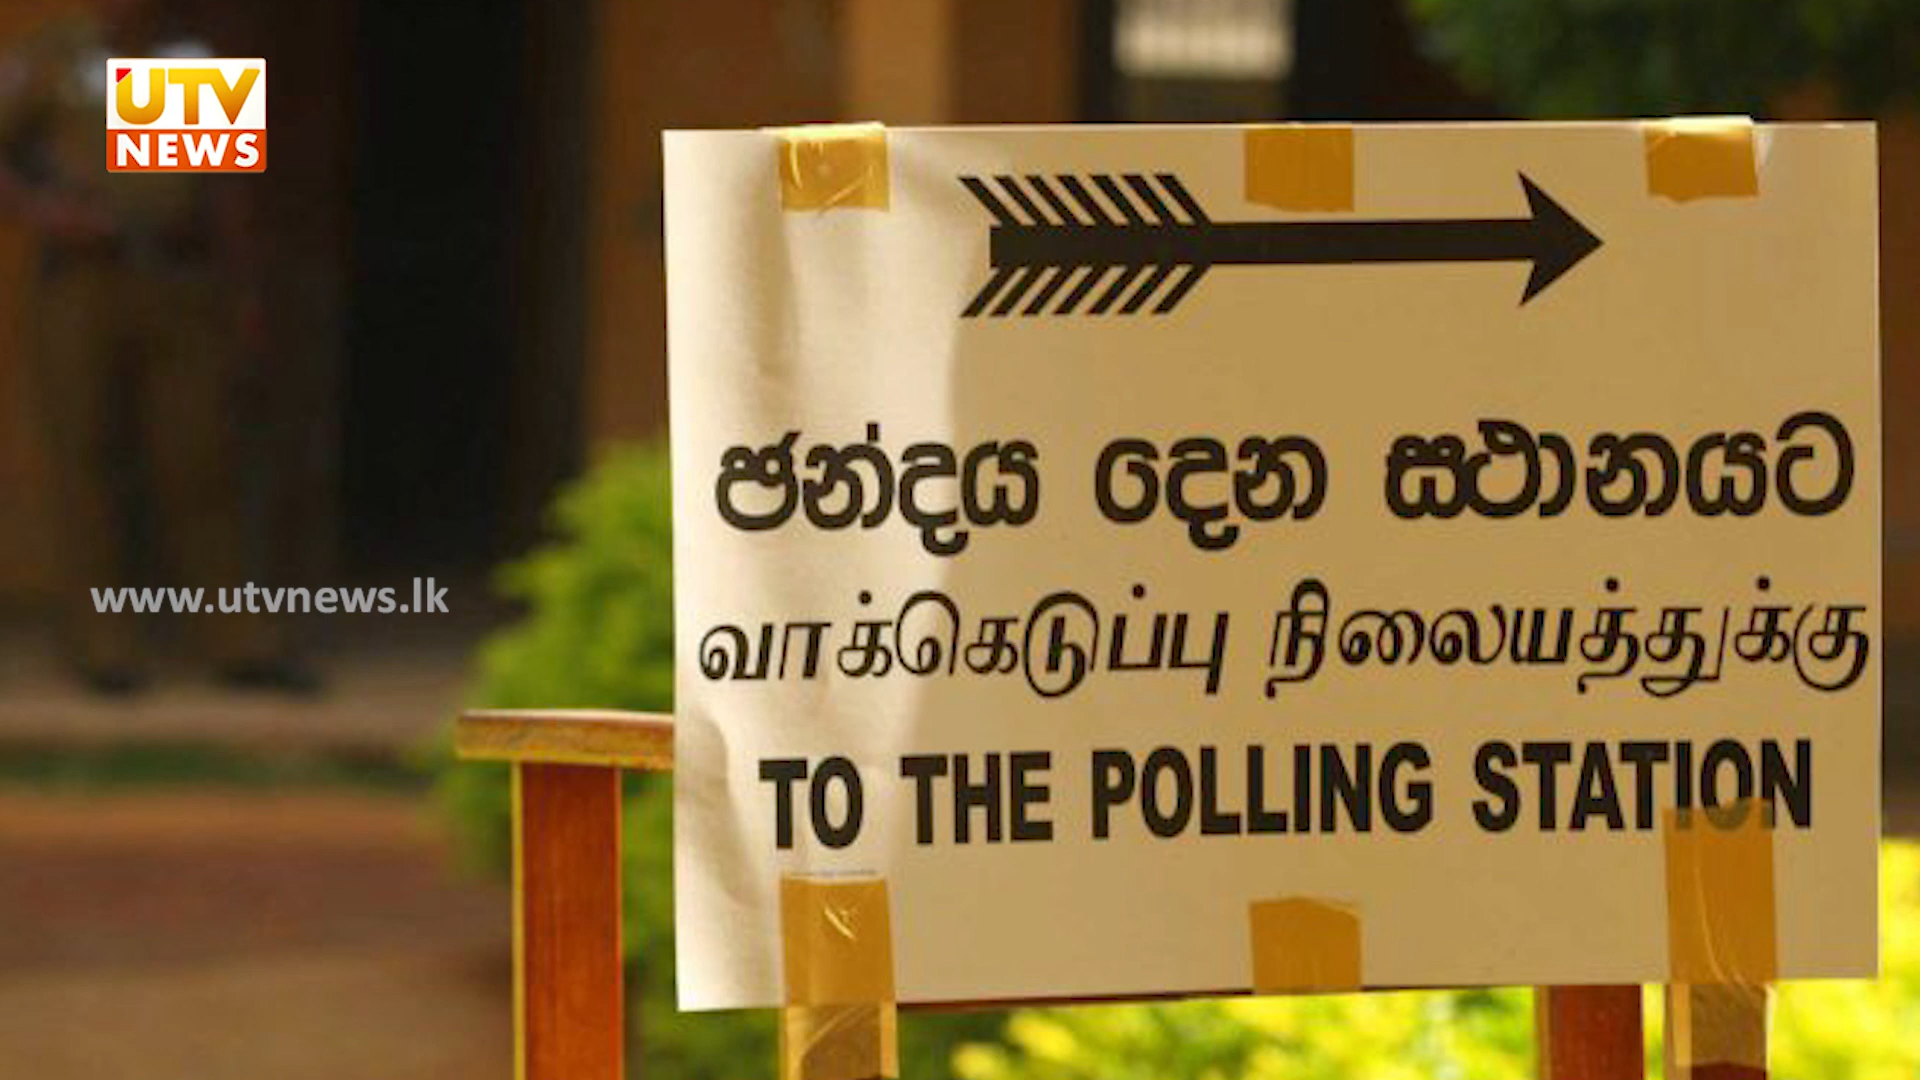 UTV
NEWS
ඡන්දය දෙන ස්ථානයට
வாக்கெடுப்பு நிலையத்துக்கு
TO THE POLLING STATION
www.utvnews.lk